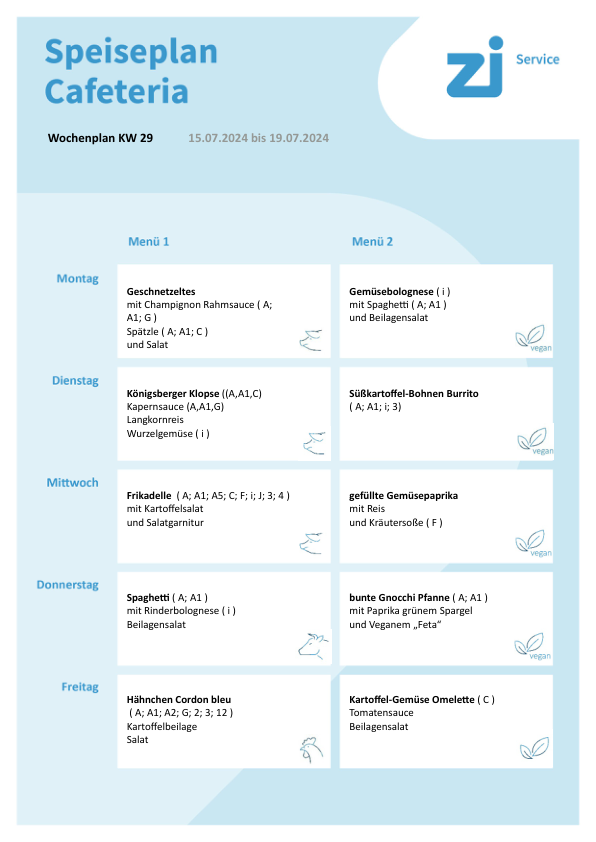 Speiseplan
Cafeteria
zi Service
Wochenplan KW 29 15.07.2024 bis 19.07.2024
Menü 1 Menü 2
Montag
Geschnetzeltes
mit Champignon Rahmsauce ( A;
A1; G )
Spätzle ( A; A1; C )
und Salat
Gemüsebolognese ( i )
mit Spaghetti ( A; A1 )
und Beilagensalat
vegan
Dienstag
Königsberger Klopse ((A,A1,C)
Kapernsauce (A,A1,G)
Langkornreis
Wurzelgemüse ( i )
Süßkartoffel-Bohnen Burrito
( A; A1; i; 3)
vegan
Mittwoch
Frikadelle ( A; A1; A5; C; F; i; J; 3; 4 )
mit Kartoffelsalat
und Salatgarnitur
gefüllte Gemüsepaprika
mit Reis
und Kräutersoße ( F )
vegan
Donnerstag
Spaghetti ( A; A1 )
mit Rinderbolognese ( i )
Beilagensalat
bunte Gnocchi Pfanne ( A; A1 )
mit Paprika grünem Spargel
und Veganem „Feta“
vegan
Freitag
Hähnchen Cordon bleu
( A; A1; A2; G; 2; 3; 12 )
Kartoffelbeilage
Salat
Kartoffel-Gemüse Omelette ( C )
Tomatensauce
Beilagensalat